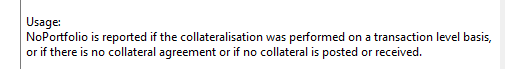 Usage:
NoPortfolio is reported if the collateralisation was performed on a transaction level basis,
or if there is no collateral agreement or if no collateral is posted or received.